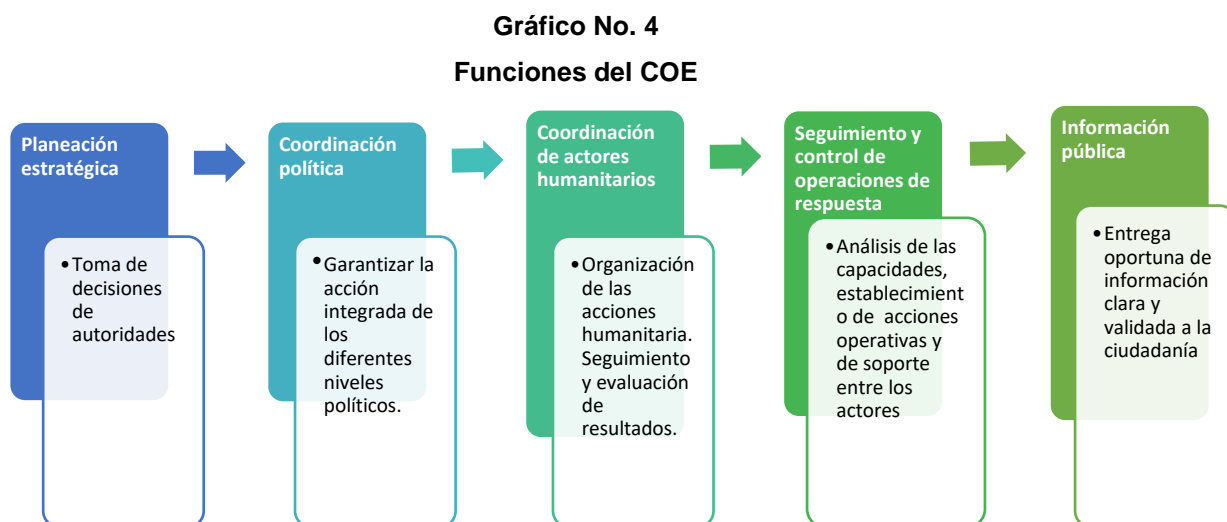 Gráfico No. 4
Funciones del COE
Planeación
estratégica
•Toma de
decisiones
de
autoridades
Coordinación
política
•Garantizar la
acción
integrada de
los
diferentes
niveles
políticos.
Coordinación
de actores
humanitarios
•Organización
de las
acciones
humanitaria.
Seguimiento
y evaluación
de
resultados.
Seguimiento y
control de
operaciones de
respuesta
•Análisis de las
capacidades,
establecimient
o de acciones
operativas y
de soporte
entre los
actores
Información
pública
•Entrega
oportuna de
información
clara y
validada a la
ciudadanía